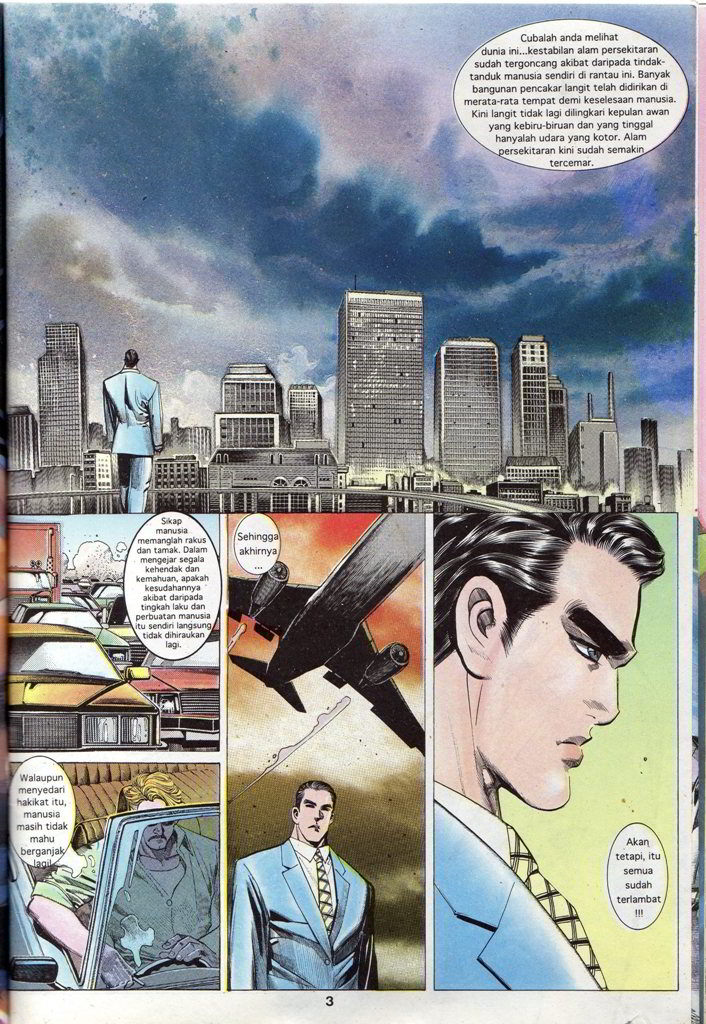 Cubalah anda melihat
dunia ini...kestabilan alam persekitaran
sudah tergoncang akibat daripada tindak-
tanduk manusia sendiri di rantau ini. Banyak
bangunan pencakar langit telah didirikan di
merata-rata tempat demi keselesaan manusia.
Kini langit tidak lagi dilingkari kepulan awan
yang kebiru-biruan dan yang tinggal
hanyalah udara yang kotor. Alam
persekitaran kini sudah semakin
tercemar.
Sikap
manusia
memanglah rakus
dan tamak. Dalam
mengejar segala
kehendak dan
kemahuan, apakah
kesudahannya
akibat daripada
tingkah laku dan
perbuatan manusia
itu sendiri langsung
tidak dihiraukan
lagi.
Walaupun
menyedari
hakikat itu,
manusia
masih tidak
mahu
berganjak
lagi.
Sehingga
akhirnya
...
Akan
tetapi, itu
semua
sudah
terlambat
!!!
3